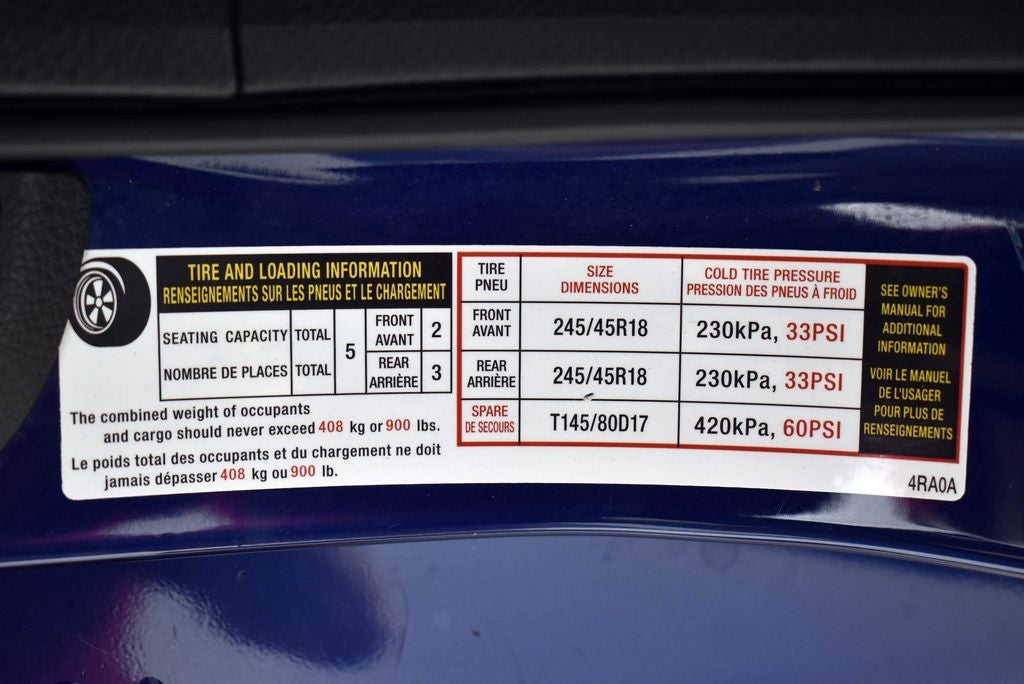 TIRE AND LOADING INFORMATION
RENSEIGNEMENTS SUR LES PNEUS ET LE CHARGEMENT
SEATING CAPACITY TOTAL 5 FRONT AVANT 2
NOMBRE DE PLACES TOTAL REAR ARRIÈRE 3
The combined weight of occupants
and cargo should never exceed 408 kg or 900 lbs.
Le poids total des occupants et du chargement ne doit
jamais dépasser 408 kg ou 900 lb.
TIRE PNEU SIZE DIMENSIONS COLD TIRE PRESSURE PRESSION DES PNEUS À FROID
FRONT AVANT 245/45R18 230kPa, 33PSI
REAR ARRIÈRE 245/45R18 230kPa, 33PSI
SPARE DE SECOURS T145/80D17 420kPa, 60PSI
SEE OWNER'S
MANUAL FOR
ADDITIONAL
INFORMATION
VOIR LE MANUEL
DE L'USAGER
POUR PLUS DE
RENSEIGNEMENTS
4RA0A